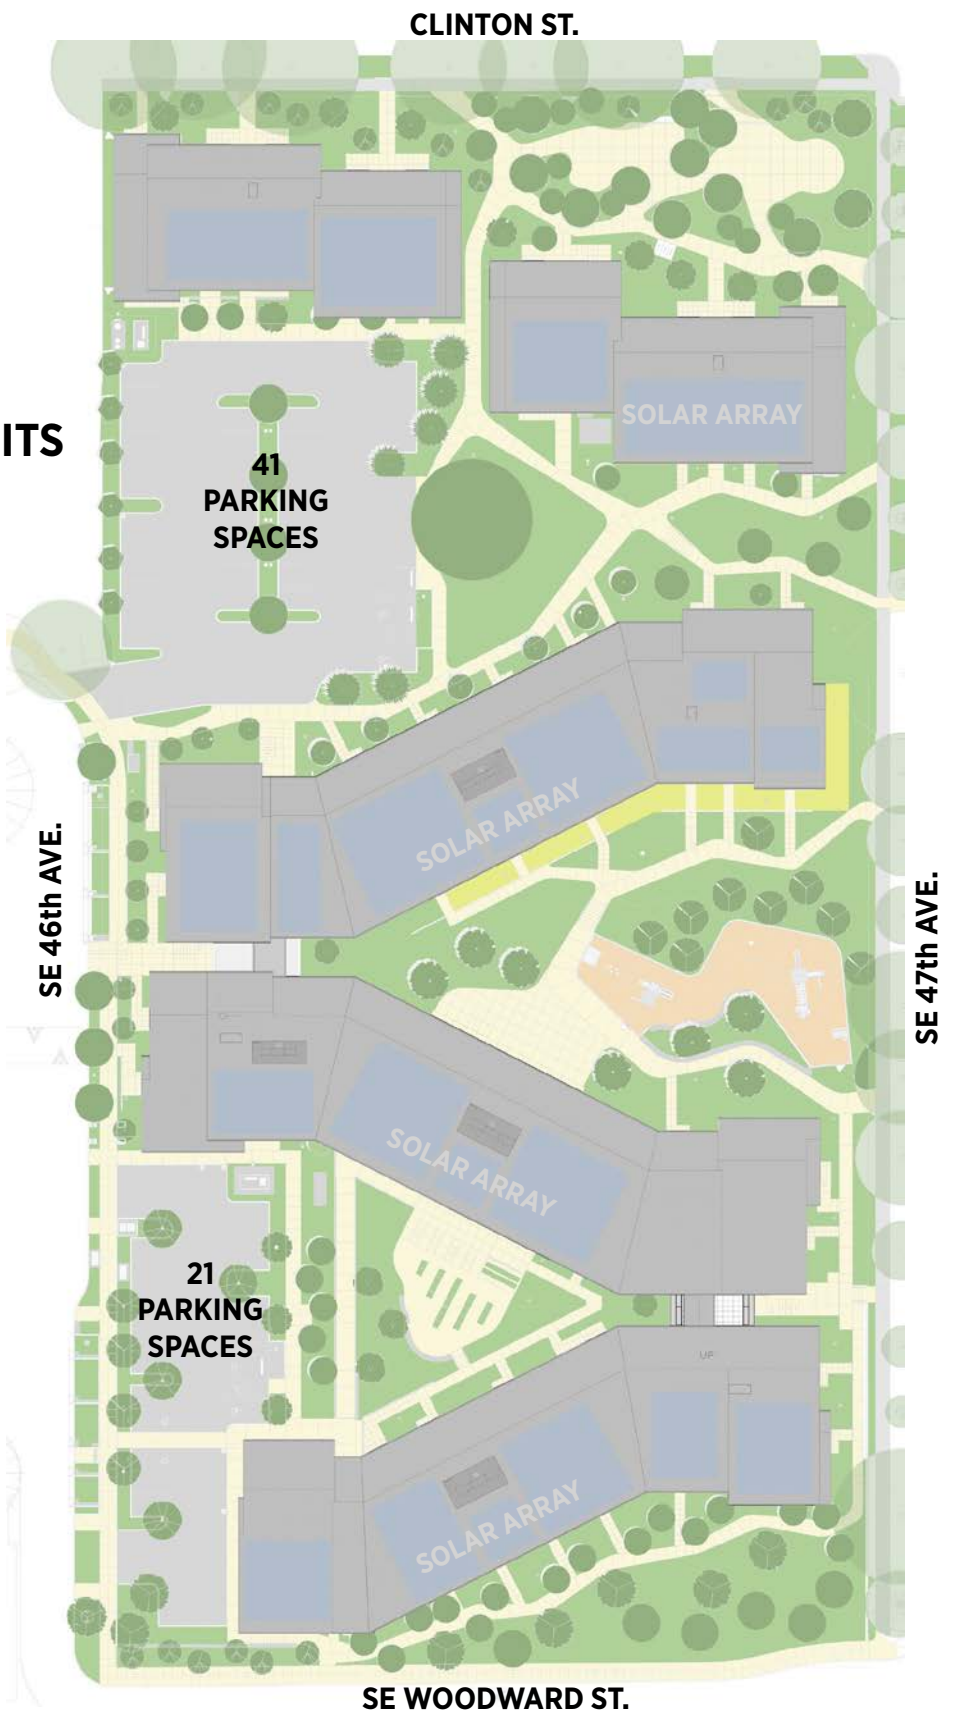 CLINTON ST.
SOLAR ARRAY
ITS
41
PARKING
SPACES
SOLAR ARRAY
SE 46th AVE.
SE 47th AVE.
SOLAR ARRAY
21
PARKING
SPACES
UP
SOLAR ARRAY
SE WOODWARD ST.